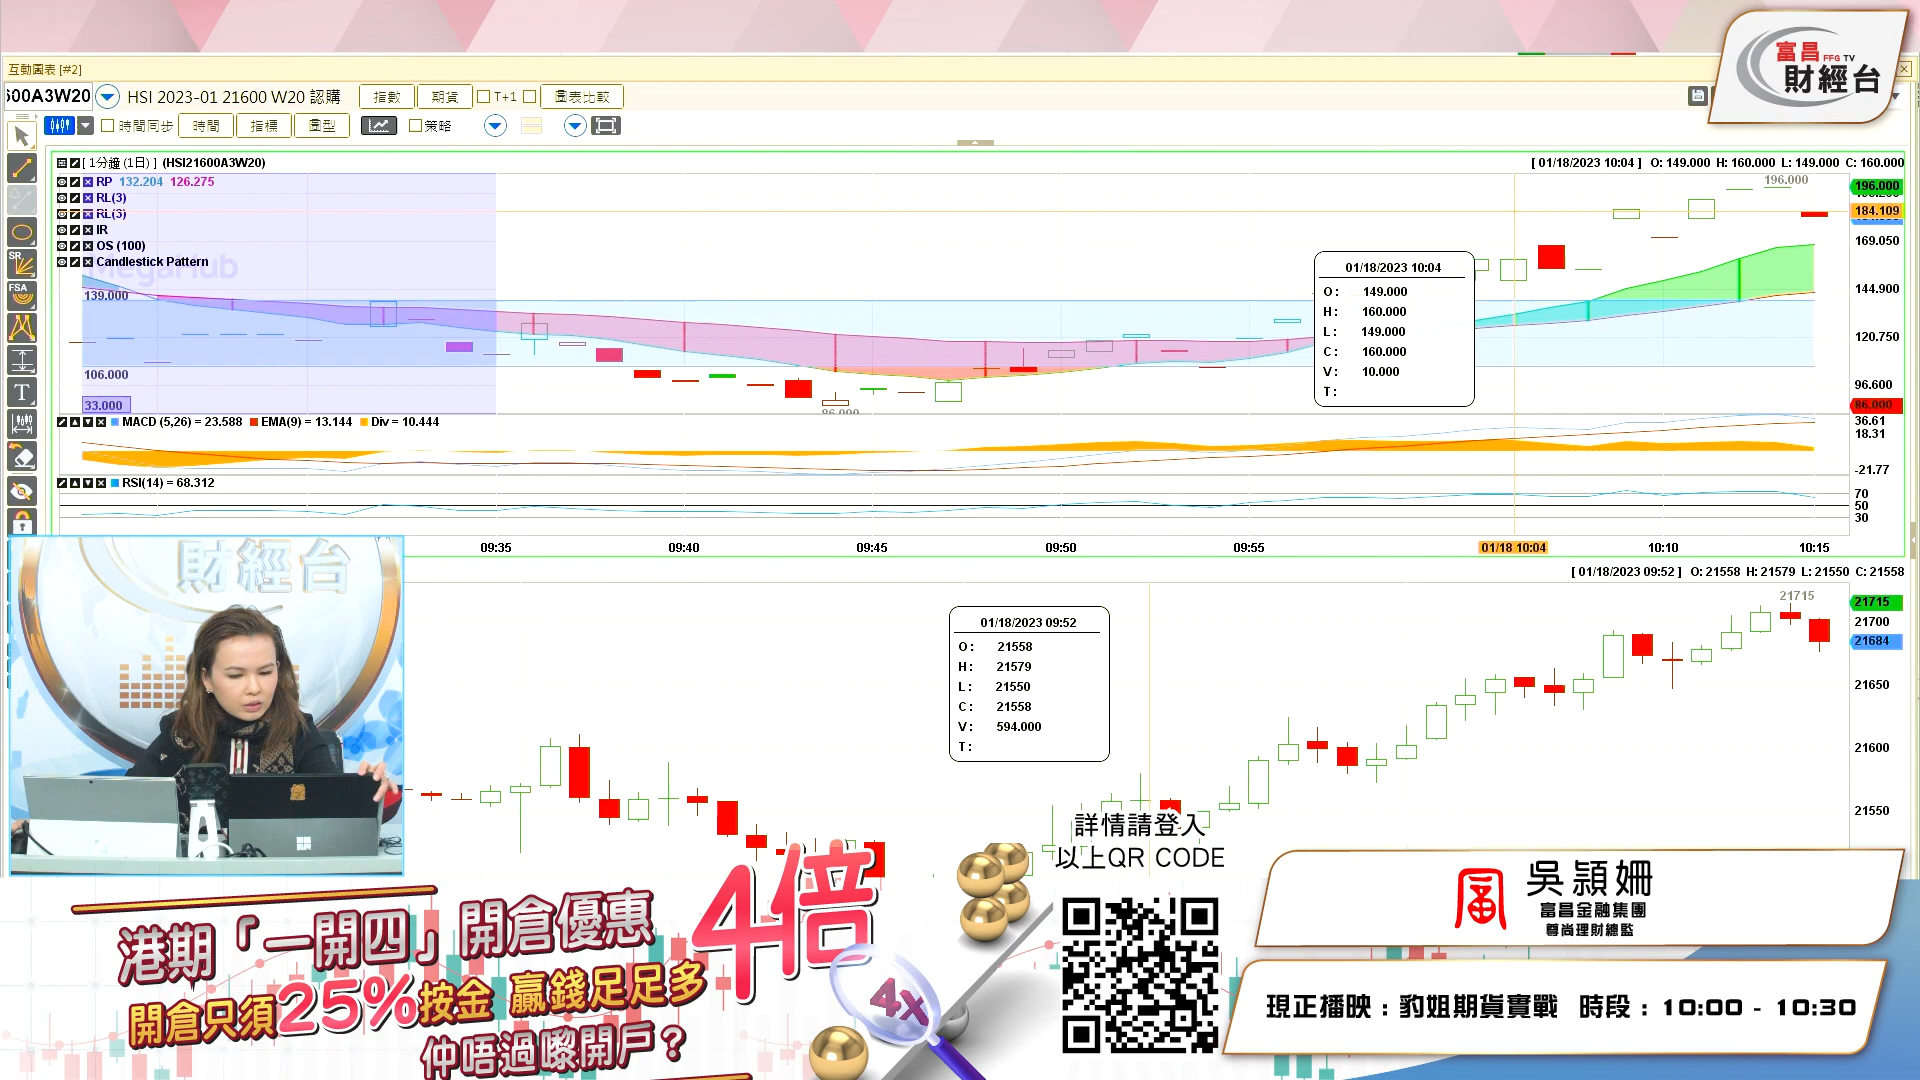 富昌
FFG TV
財經台
互動圖表 [#2]
600A3W20 HSI 2023-01 21600 W20 認購 指數 期貨 T+1 圖表比較
時間同步 時間 指標 圖型 策略
[ 1分鐘 (1日) ] (HSI21600A3W20)
[ 01/18/2023 10:04 ] O: 149.000 H: 160.000 L: 149.000 C: 160.000
RP 132.204 126.275
RL(3)
RL(3)
IR
OS (100)
Candlestick Pattern
MegaHub
SR
FSA
T
139.000
106.000
33.000
86.000
196.000
196.000
184.109
169.050
144.900
120.750
96.600
86.000
01/18/2023 10:04
O: 149.000
H: 160.000
L: 149.000
C: 160.000
V: 10.000
T:
MACD (5,26) = 23.588 EMA(9) = 13.144 Div = 10.444
36.61
18.31
-21.77
RSI(14) = 68.312
70
50
30
09:35 09:40 09:45 09:50 09:55 01/18 10:04 10:10 10:15
[ 01/18/2023 09:52 ] O: 21558 H: 21579 L: 21550 C: 21558
01/18/2023 09:52
O: 21558
H: 21579
L: 21550
C: 21558
V: 594.000
T:
21715
21715
21700
21684
21650
21600
21550
財經台
詳情請登入
以上QR CODE
港期「一開四」開倉優惠 4倍
開倉只須25%按金 贏錢足足多
仲唔過嚟開戶？
4x
吳潁姍
富昌金融集團
尊尚理財總監
現正播映：豹姐期貨實戰 時段：10:00 - 10:30